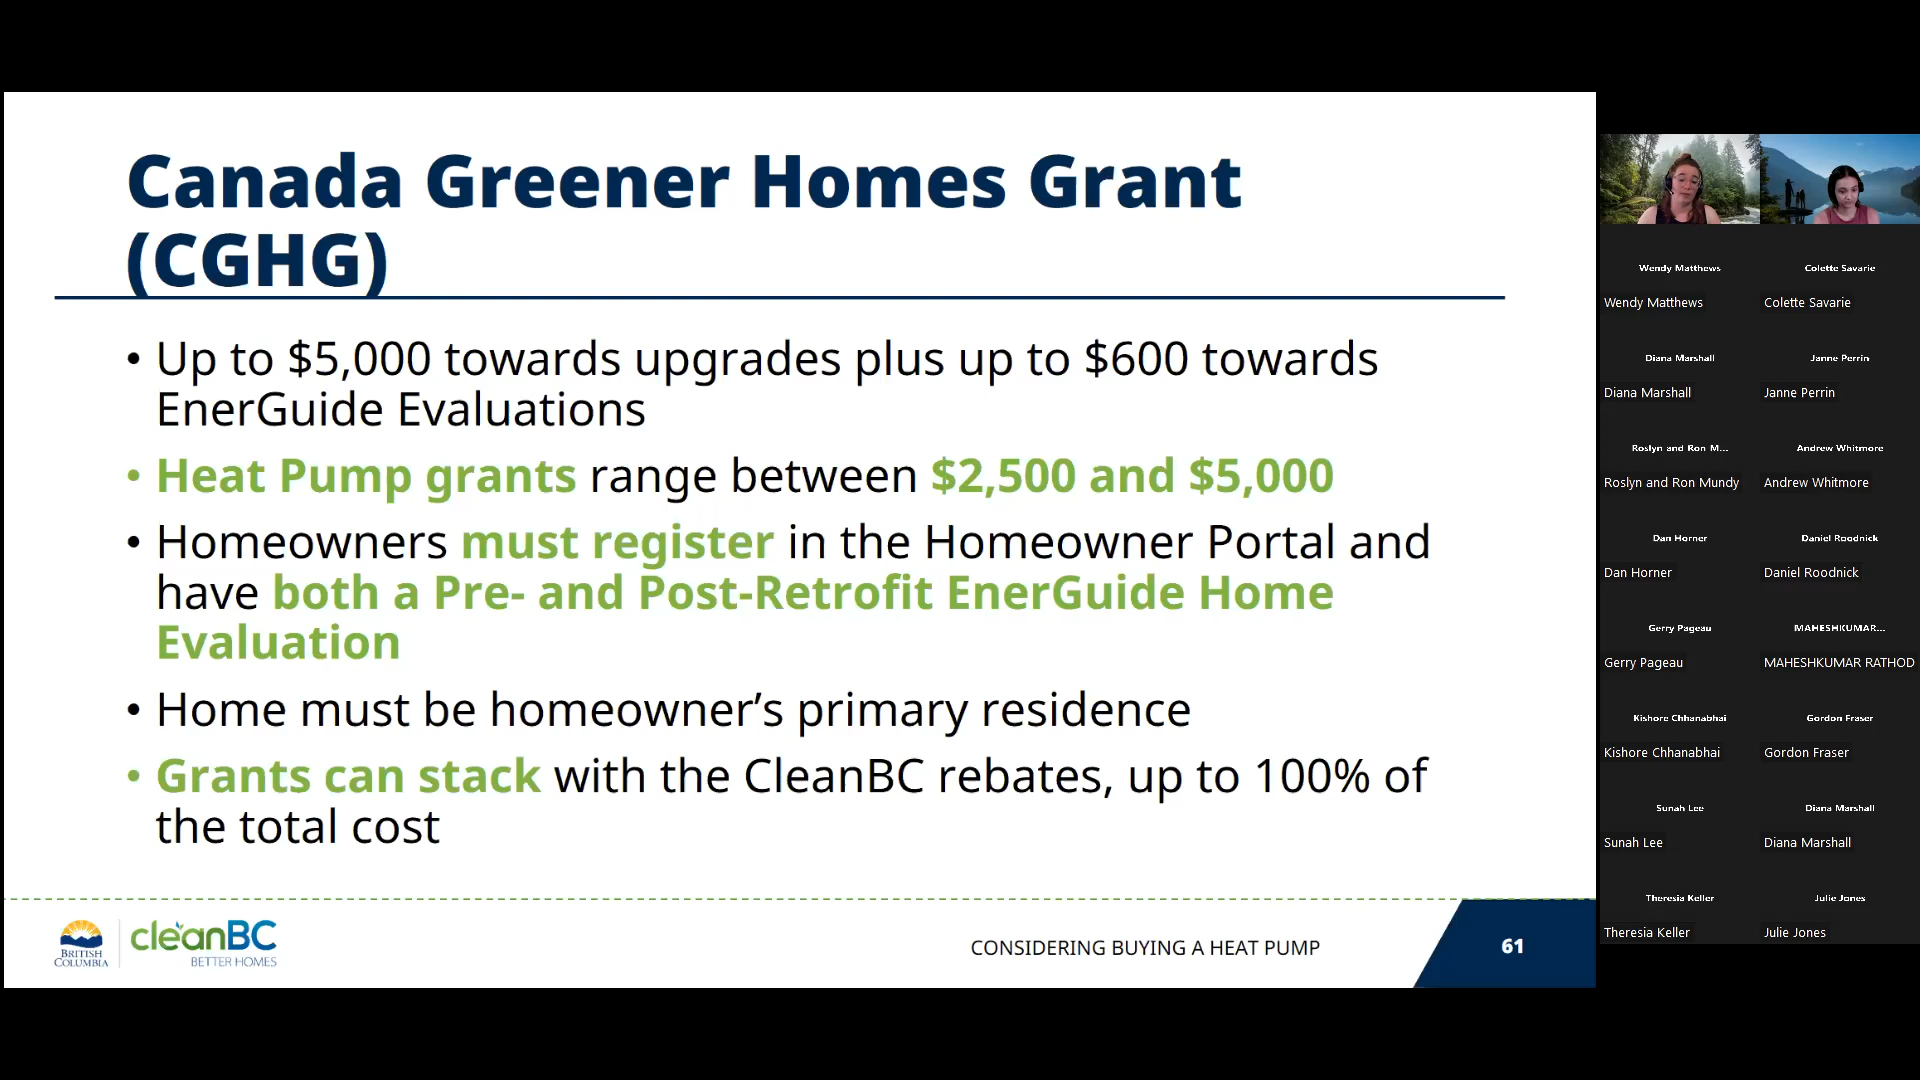 Canada Greener Homes Grant
(CGHG)
• Up to $5,000 towards upgrades plus up to $600 towards
EnerGuide Evaluations
• Heat Pump grants range between $2,500 and $5,000
• Homeowners must register in the Homeowner Portal and
have both a Pre- and Post-Retrofit EnerGuide Home
Evaluation
• Home must be homeowner’s primary residence
• Grants can stack with the CleanBC rebates, up to 100% of
the total cost
BRITISH
COLUMBIA
cleanBC
BETTER HOMES
CONSIDERING BUYING A HEAT PUMP
61
Wendy Matthews
Wendy Matthews
Colette Savarie
Colette Savarie
Diana Marshall
Diana Marshall
Janne Perrin
Janne Perrin
Roslyn and Ron M...
Roslyn and Ron Mundy
Andrew Whitmore
Andrew Whitmore
Dan Horner
Dan Horner
Daniel Roodnick
Daniel Roodnick
Gerry Pageau
Gerry Pageau
MAHESHKUMAR...
MAHESHKUMAR RATHOD
Kishore Chhanabhai
Kishore Chhanabhai
Gordon Fraser
Gordon Fraser
Sunah Lee
Sunah Lee
Diana Marshall
Diana Marshall
Theresia Keller
Theresia Keller
Julie Jones
Julie Jones